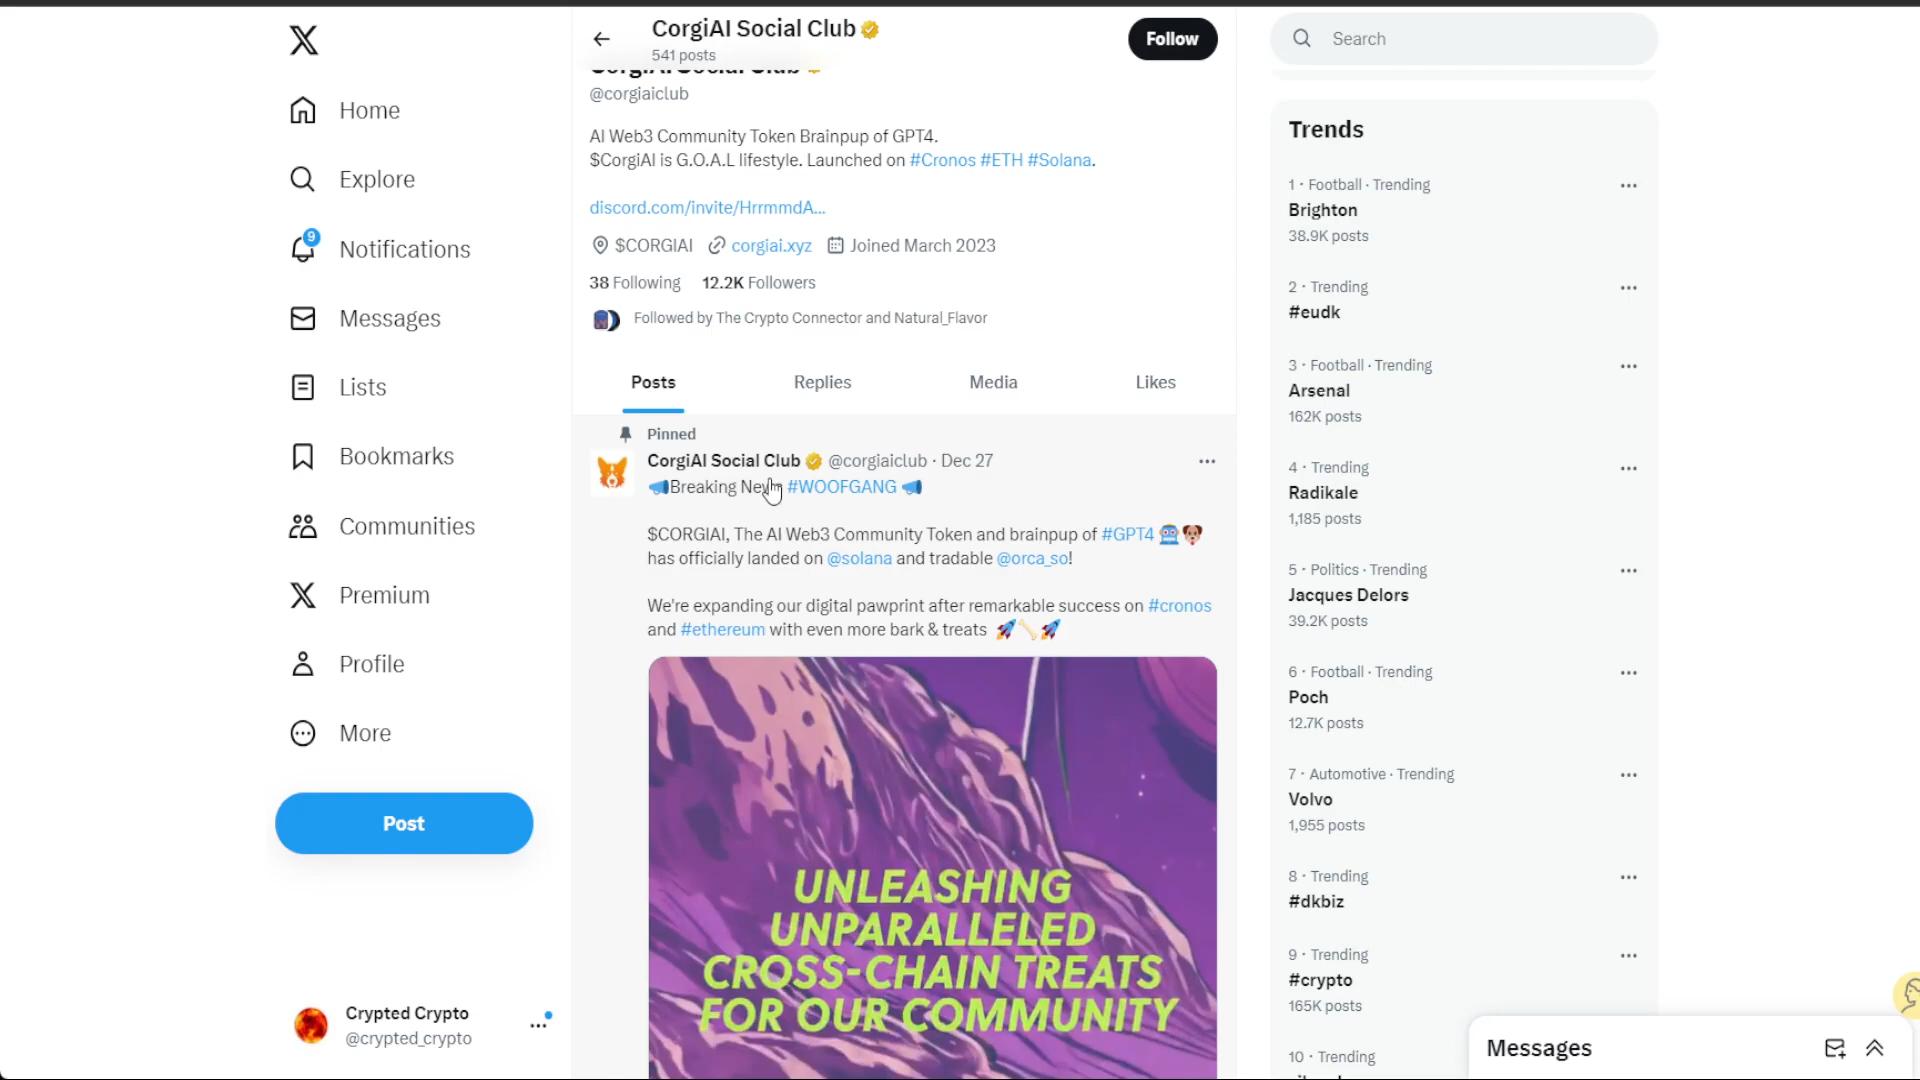 Home
Explore
9
Notifications
Messages
Lists
Bookmarks
Communities
Premium
Profile
More
Post
Crypted Crypto
@crypted_crypto
CorgiAI Social Club
541 posts
Follow
@corgiaiclub
AI Web3 Community Token Brainpup of GPT4.
$CorgiAI is G.O.A.L lifestyle. Launched on #Cronos #ETH #Solana.
discord.com/invite/HrrmmdA...
$CORGIAI corgiai.xyz Joined March 2023
38 Following 12.2K Followers
Followed by The Crypto Connector and Natural_Flavor
Posts Replies Media Likes
Pinned
CorgiAI Social Club @corgiaiclub · Dec 27
Breaking #WOOFGANG
$CORGIAI, The AI Web3 Community Token and brainpup of #GPT4
has officially landed on @solana and tradable @orca_so!
We're expanding our digital pawprint after remarkable success on #cronos
and #ethereum with even more bark & treats
UNLEASHING
UNPARALLELED
CROSS-CHAIN TREATS
FOR OUR COMMUNITY
Search
Trends
1 · Football · Trending
Brighton
38.9K posts
2 · Trending
#eudk
3 · Football · Trending
Arsenal
162K posts
4 · Trending
Radikale
1,185 posts
5 · Politics · Trending
Jacques Delors
39.2K posts
6 · Football · Trending
Poch
12.7K posts
7 · Automotive · Trending
Volvo
1,955 posts
8 · Trending
#dkbiz
9 · Trending
#crypto
165K posts
10 · Trending
Messages